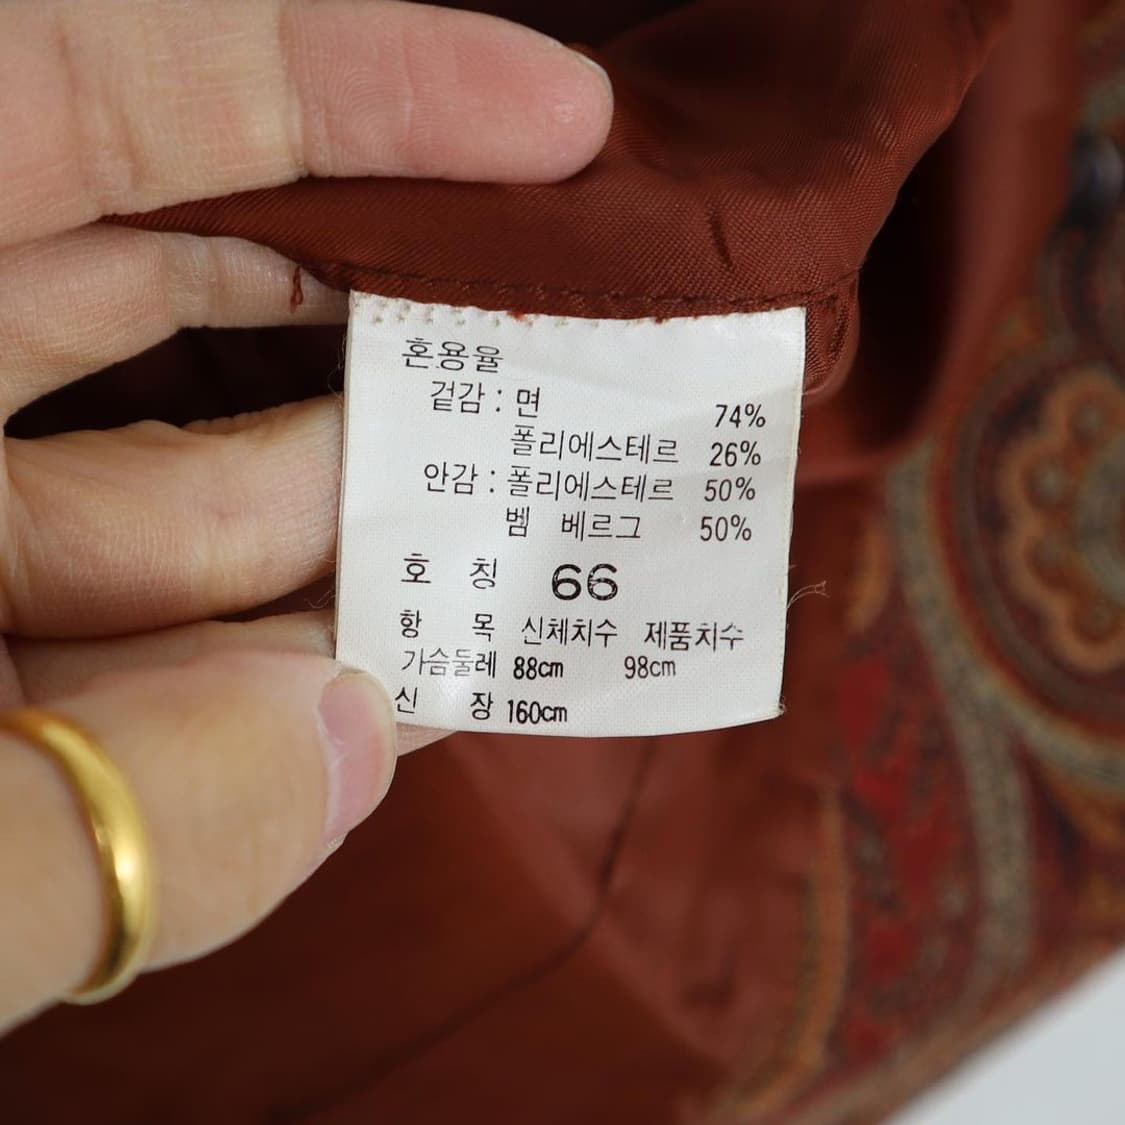 혼용율
겉감 : 면 74%
폴리에스테르 26%
안감 : 폴리에스테르 50%
벰 베르그 50%
호 칭 66
항 목 신체치수 제품치수
가슴둘레 88cm 98cm
신 장 160cm